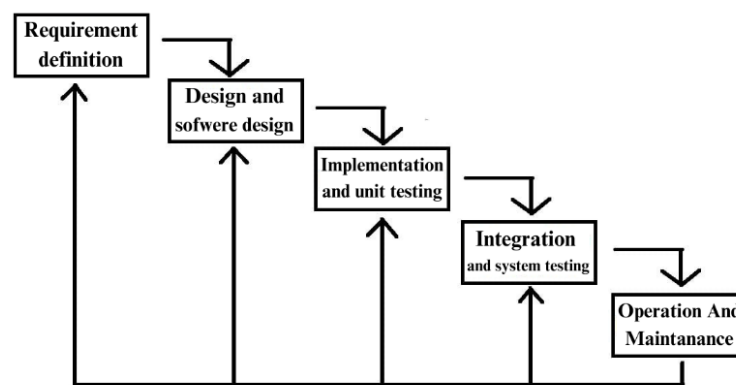 Requirement
definition
Design and
sofwere design
Implementation
and unit testing
Integration
and system testing
Operation And
Maintanance